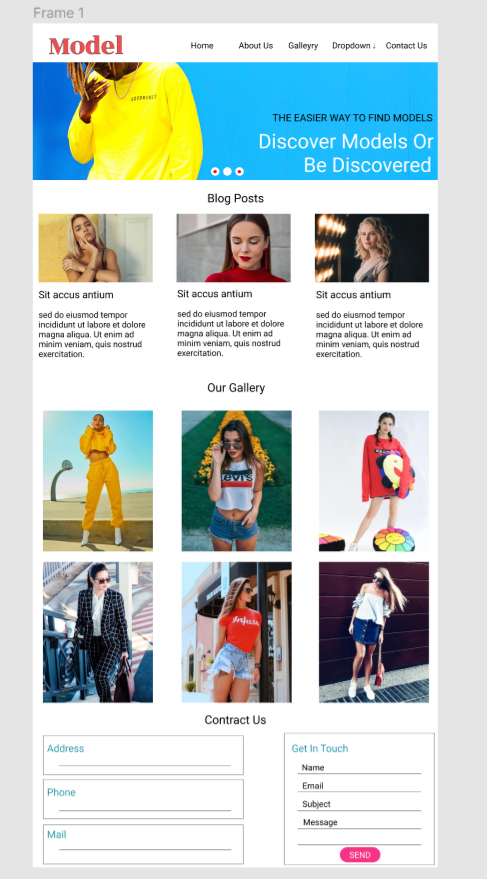 Frame 1
Model
Home About Us Galleyry Dropdown ↓ Contact Us
GOODMONEY
THE EASIER WAY TO FIND MODELS
Discover Models Or
Be Discovered
Blog Posts
Sit accus antium
sed do eiusmod tempor
incididunt ut labore et dolore
magna aliqua. Ut enim ad
minim veniam, quis nostrud
exercitation.
Sit accus antium
sed do eiusmod tempor
incididunt ut labore et dolore
magna aliqua. Ut enim ad
minim veniam, quis nostrud
exercitation.
Sit accus antium
sed do eiusmod tempor
incididunt ut labore et dolore
magna aliqua. Ut enim ad
minim veniam, quis nostrud
exercitation.
Our Gallery
Levi's
Contract Us
Address
Phone
Mail
Get In Touch
Name
Email
Subject
Message
SEND